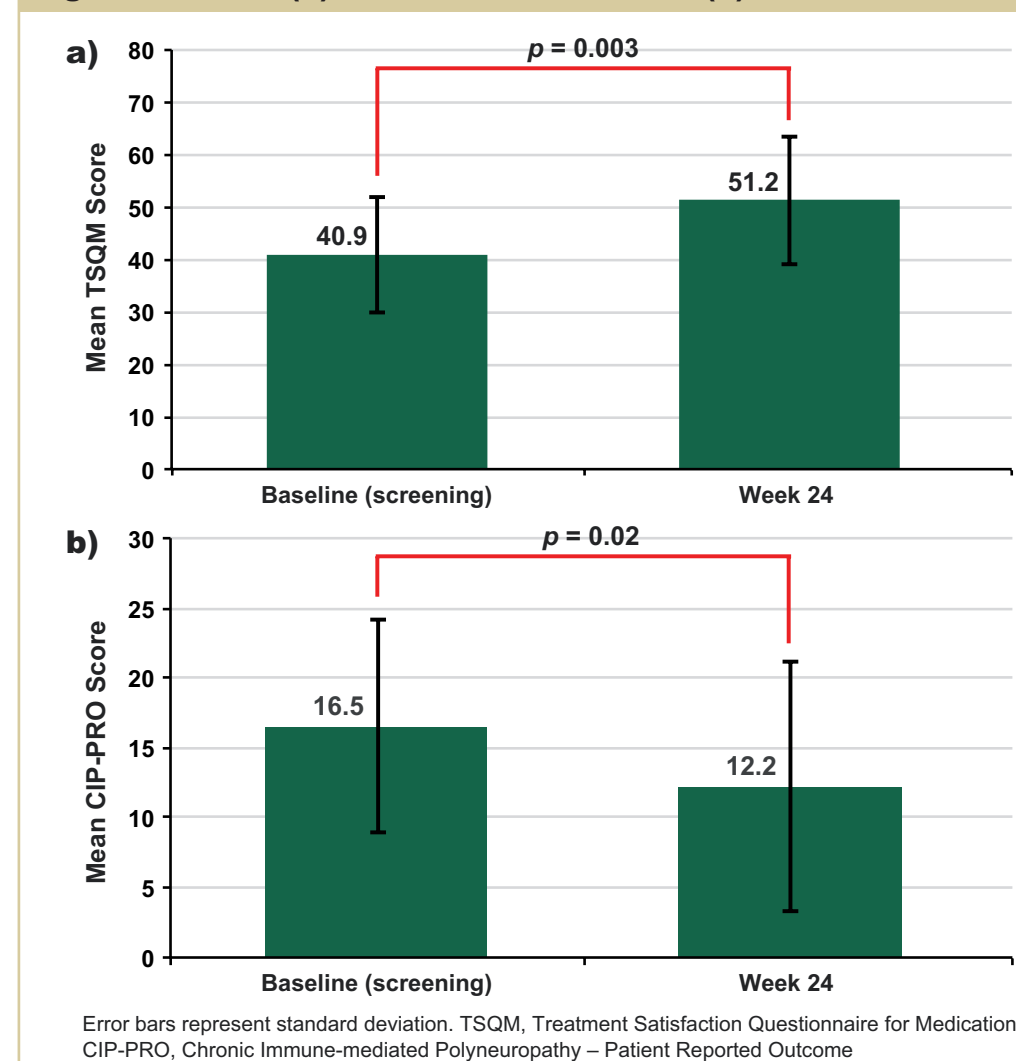 a)
p = 0.003
80
70
60
50
40
30
20
10
0
Mean TSQM Score
40.9
51.2
Baseline (screening)
Week 24
b)
p = 0.02
30
25
20
15
10
5
0
Mean CIP-PRO Score
16.5
12.2
Baseline (screening)
Week 24
Error bars represent standard deviation. TSQM, Treatment Satisfaction Questionnaire for Medication
CIP-PRO, Chronic Immune-mediated Polyneuropathy – Patient Reported Outcome